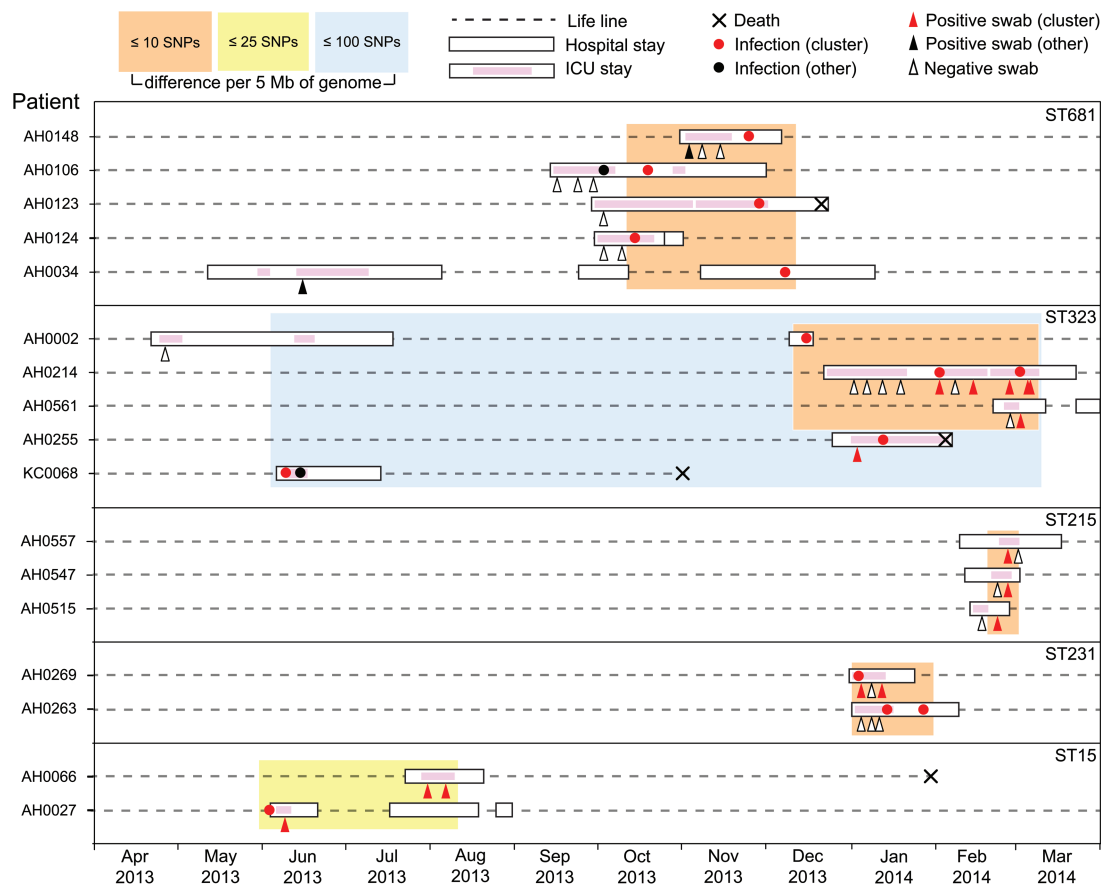 ≤ 10 SNPs
≤ 25 SNPs
≤ 100 SNPs
difference per 5 Mb of genome
Life line
Hospital stay
ICU stay
Death
Infection (cluster)
Infection (other)
Positive swab (cluster)
Positive swab (other)
Negative swab
Patient
ST681
AH0148
AH0106
AH0123
AH0124
AH0034
ST323
AH0002
AH0214
AH0561
AH0255
KC0068
ST215
AH0557
AH0547
AH0515
ST231
AH0269
AH0263
ST15
AH0066
AH0027
Apr
2013
May
2013
Jun
2013
Jul
2013
Aug
2013
Sep
2013
Oct
2013
Nov
2013
Dec
2013
Jan
2014
Feb
2014
Mar
2014